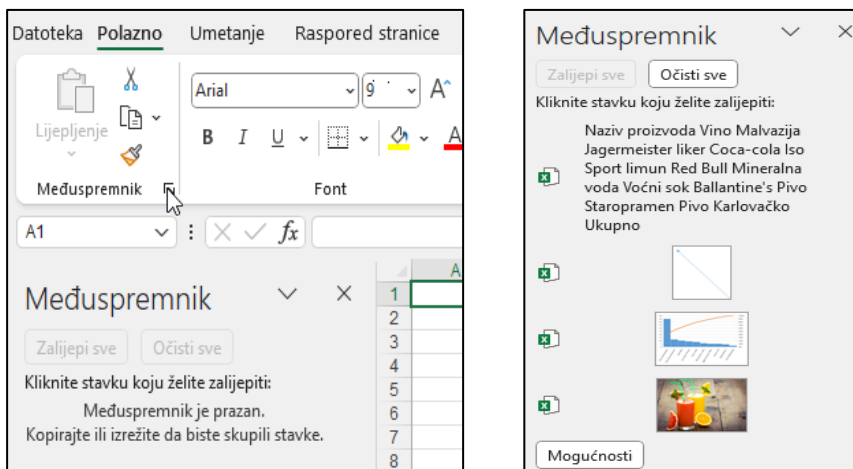 Datoteka Polazno Umetanje Raspored stranice
Arial
9
A^
Lijepljenje
B I U A
Međuspremnik
Font
A1
fx
A
Međuspremnik
Zalijepi sve Očisti sve
Kliknite stavku koju želite zalijepiti:
Međuspremnik je prazan.
Kopirajte ili izrežite da biste skupili stavke.
1
2
3
4
5
6
7
8
Međuspremnik
Zalijepi sve Očisti sve
Kliknite stavku koju želite zalijepiti:
Naziv proizvoda Vino Malvazija
Jagermeister liker Coca-cola Iso
Sport limun Red Bull Mineralna
voda Voćni sok Ballantine's Pivo
Staropramen Pivo Karlovačko
Ukupno
Mogućnosti